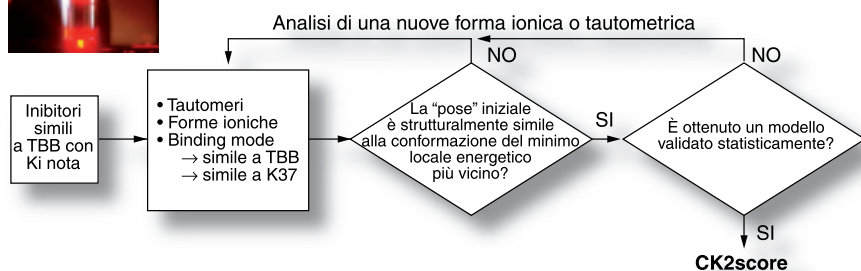 Analisi di una nuove forma ionica o tautometrica
NO
NO
Inibitori
simili
a TBB con
Ki nota
• Tautomeri
• Forme ioniche
• Binding mode
→ simile a TBB
→ simile a K37
La “pose” iniziale
è strutturalmente simile
alla conformazione del minimo
locale energetico
più vicino?
SI
È ottenuto un modello
validato statisticamente?
SI
CK2score